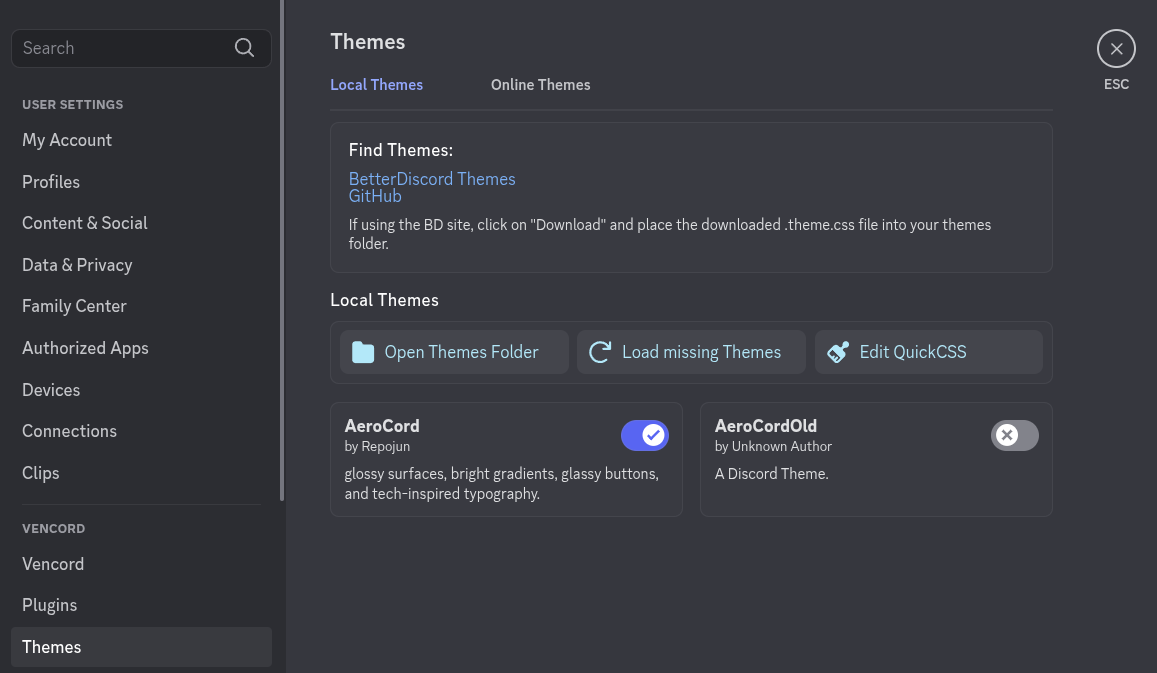 Search
USER SETTINGS
My Account
Profiles
Content & Social
Data & Privacy
Family Center
Authorized Apps
Devices
Connections
Clips
VENCORD
Vencord
Plugins
Themes
Themes
Local Themes
Online Themes
ESC
Find Themes:
BetterDiscord Themes
GitHub
If using the BD site, click on "Download" and place the downloaded .theme.css file into your themes
folder.
Local Themes
Open Themes Folder
Load missing Themes
Edit QuickCSS
AeroCord
by Repojun
glossy surfaces, bright gradients, glassy buttons,
and tech-inspired typography.
AeroCordOld
by Unknown Author
A Discord Theme.